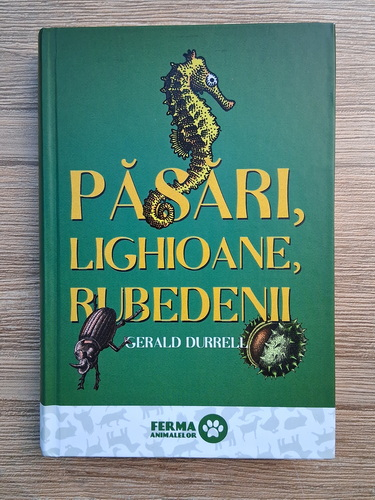 PĂSĂRI,
LIGHIOANE,
RUBEDENII
GERALD DURRELL
FERMA
ANIMALELOR